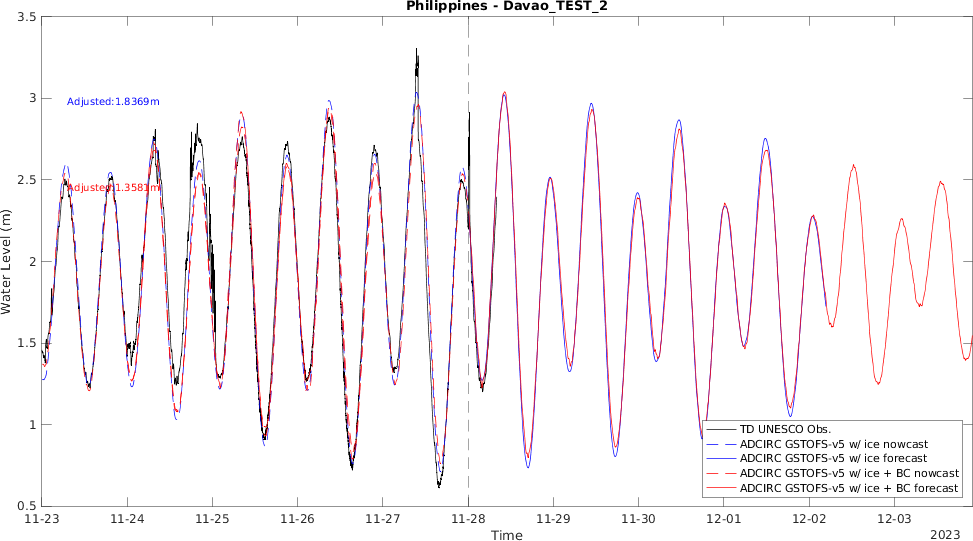 Philippines - Davao_TEST_2
3.5
3
2.5
2
1.5
1
0.5
Water Level (m)
Adjusted:1.8369m
Adjusted:1.3581m
TD UNESCO Obs.
ADCIRC GSTOFS-v5 w/ ice nowcast
ADCIRC GSTOFS-v5 w/ ice forecast
ADCIRC GSTOFS-v5 w/ ice + BC nowcast
ADCIRC GSTOFS-v5 w/ ice + BC forecast
11-23 11-24 11-25 11-26 11-27 11-28 11-29 11-30 12-01 12-02 12-03
Time
2023